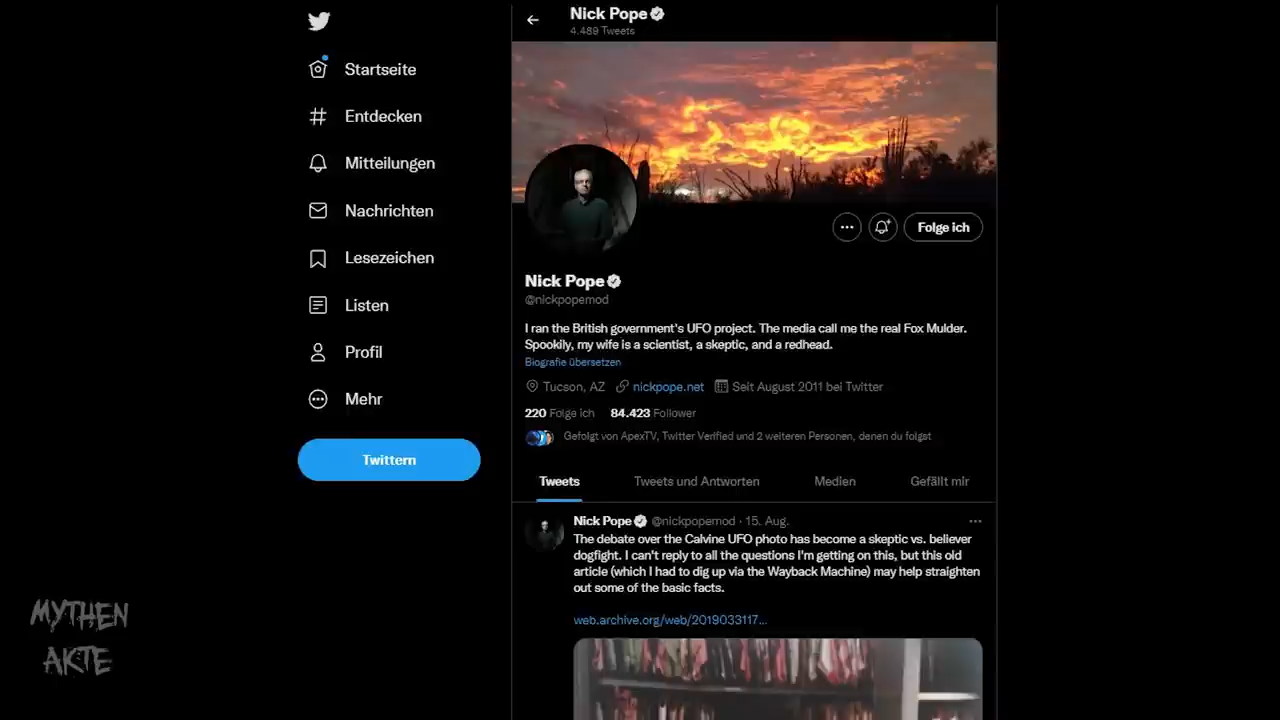 Nick Pope
4.489 Tweets
Startseite
Entdecken
Mitteilungen
Nachrichten
Lesezeichen
Listen
Profil
Mehr
Twittern
Folge ich
Nick Pope
@nickpopemod
I ran the British government's UFO project. The media call me the real Fox Mulder.
Spookily, my wife is a scientist, a skeptic, and a redhead.
Biografie übersetzen
Tucson, AZ nickpope.net Seit August 2011 bei Twitter
220 Folge ich 84.423 Follower
Gefolgt von ApexTV, Twitter Verified und 2 weiteren Personen, denen du folgst
Tweets Tweets und Antworten Medien Gefällt mir
Nick Pope @nickpopemod · 15. Aug.
The debate over the Calvine UFO photo has become a skeptic vs. believer
dogfight. I can't reply to all the questions I'm getting on this, but this old
article (which I had to dig up via the Wayback Machine) may help straighten
out some of the basic facts.
web.archive.org/web/2019033117...
MYTHEN
AKTE